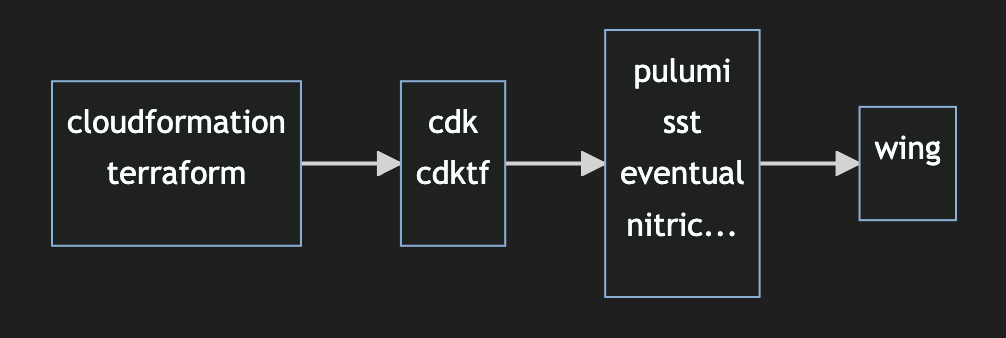 cloudformation
terraform
cdk
cdktf
pulumi
sst
eventual
nitric...
wing